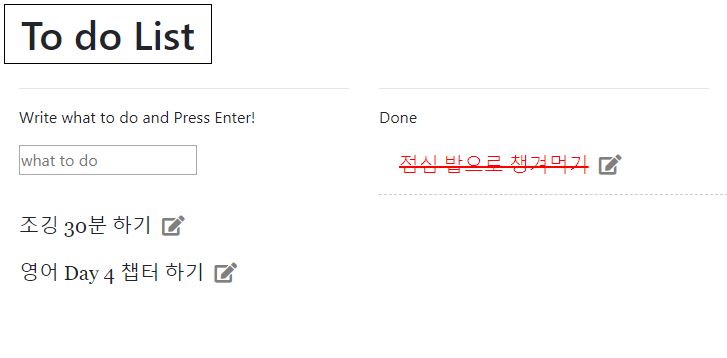 To do List
Write what to do and Press Enter!
what to do
조깅 30분 하기
영어 Day 4 챕터 하기
Done
점심 밥으로 챙겨먹기